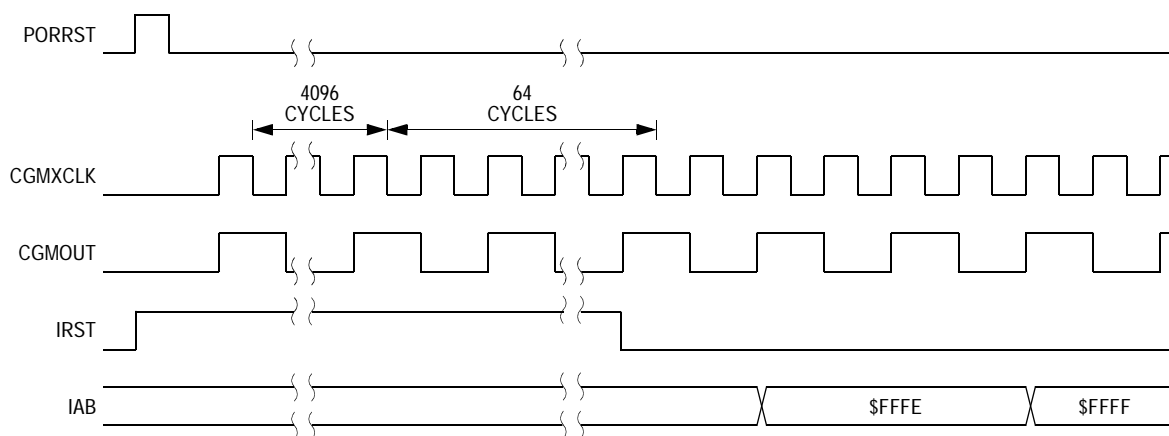 PORRST
4096
CYCLES
64
CYCLES
CGMXCLK
CGMOUT
IRST
IAB
$FFFE
$FFFF